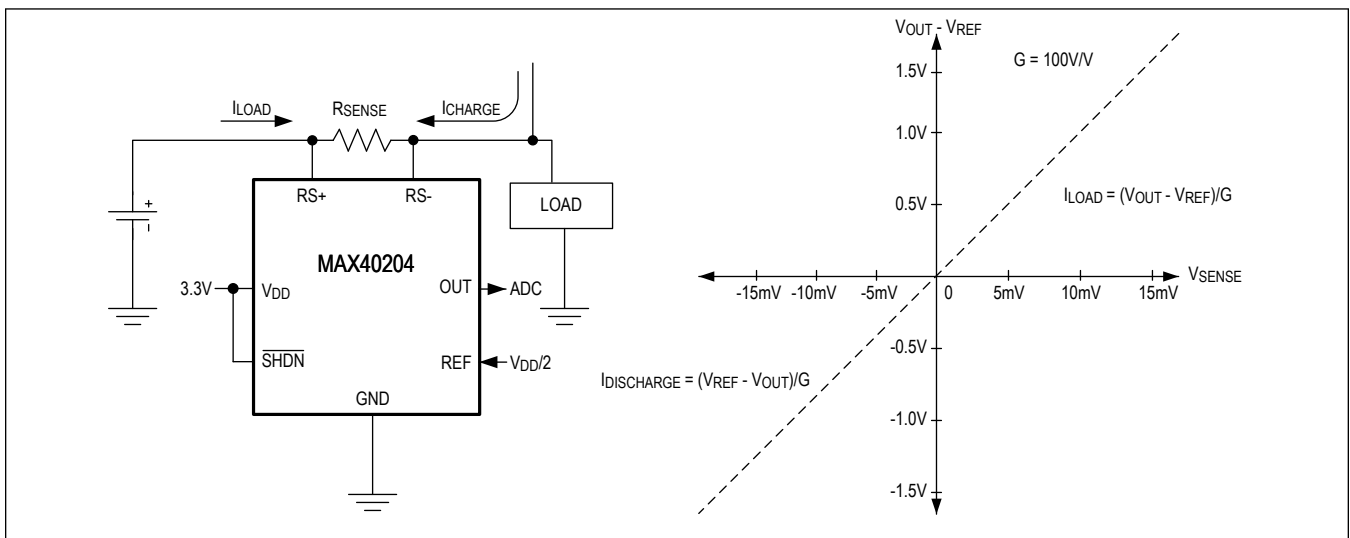 ILOAD
RSENSE
ICHARGE
RS+
RS-
LOAD
+
MAX40204
3.3V
VDD
OUT
ADC
SHDN
REF
VDD/2
GND
VOUT - VREF
G = 100V/V
1.5V
1.0V
0.5V
ILOAD = (VOUT - VREF)/G
VSENSE
-15mV -10mV -5mV 0 5mV 10mV 15mV
-0.5V
IDISCHARGE = (VREF - VOUT)/G
-1.0V
-1.5V